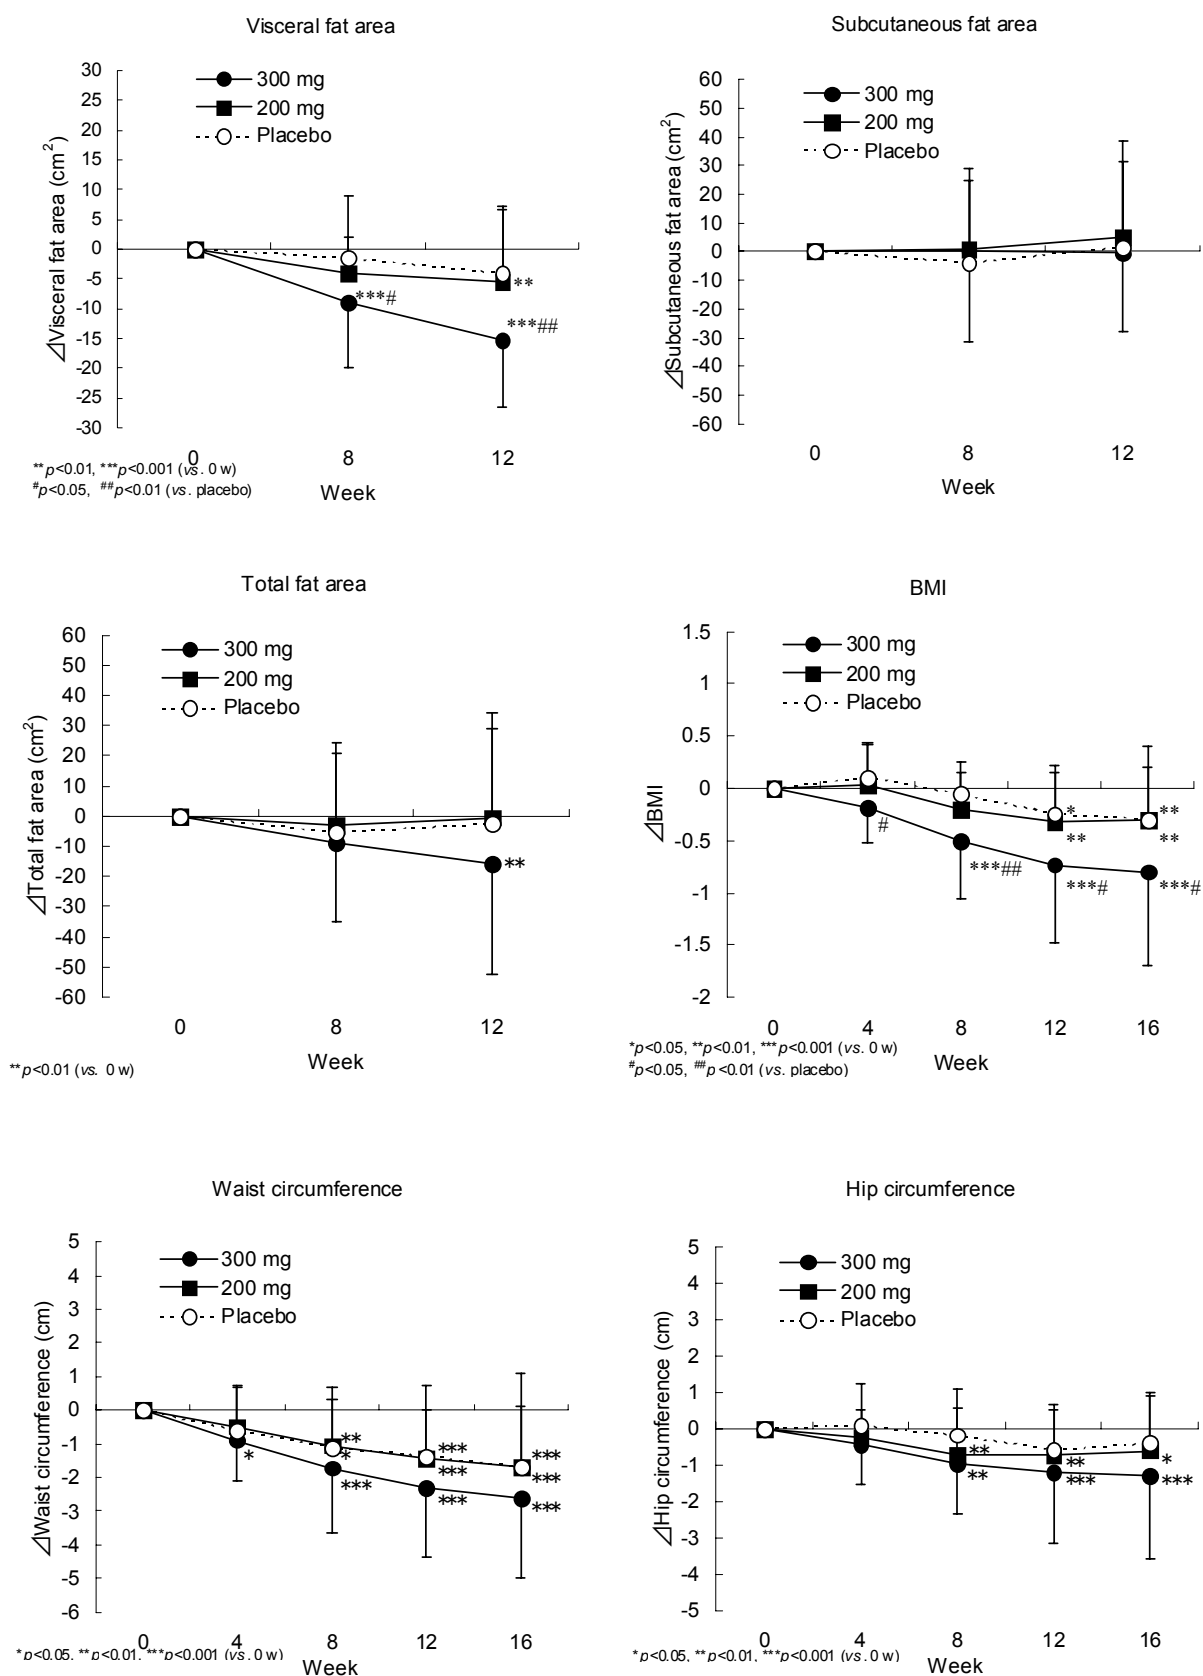 Visceral fat area
30
25
20
15
10
5
0
-5
-10
-15
-20
-25
-30
300 mg
200 mg
Placebo
⊿Visceral fat area (cm²)
**
***#
***##
0 8 12
Week
**p<0.01, ***p<0.001 (vs. 0 w)
#p<0.05, ##p<0.01 (vs. placebo)
Subcutaneous fat area
60
50
40
30
20
10
0
-10
-20
-30
-40
-50
-60
300 mg
200 mg
Placebo
⊿Subcutaneous fat area (cm²)
0 8 12
Week
Total fat area
60
50
40
30
20
10
0
-10
-20
-30
-40
-50
-60
300 mg
200 mg
Placebo
⊿Total fat area (cm²)
**
0 8 12
Week
**p<0.01 (vs. 0 w)
BMI
1.5
1
0.5
0
-0.5
-1
-1.5
-2
300 mg
200 mg
Placebo
⊿BMI
* **
# ** **
***## ***# ***#
0 4 8 12 16
Week
*p<0.05, **p<0.01, ***p<0.001 (vs. 0 w)
#p<0.05, ##p<0.01 (vs. placebo)
Waist circumference
5
4
3
2
1
0
-1
-2
-3
-4
-5
-6
300 mg
200 mg
Placebo
⊿Waist circumference (cm)
** *** ***
* * *** ***
*** *** ***
0 4 8 12 16
Week
*p<0.05, **p<0.01, ***p<0.001 (vs. 0 w)
Hip circumference
5
4
3
2
1
0
-1
-2
-3
-4
-5
300 mg
200 mg
Placebo
⊿Hip circumference (cm)
** ** *
** *** ***
0 4 8 12 16
Week
*p<0.05, **p<0.01, ***p<0.001 (vs. 0 w)